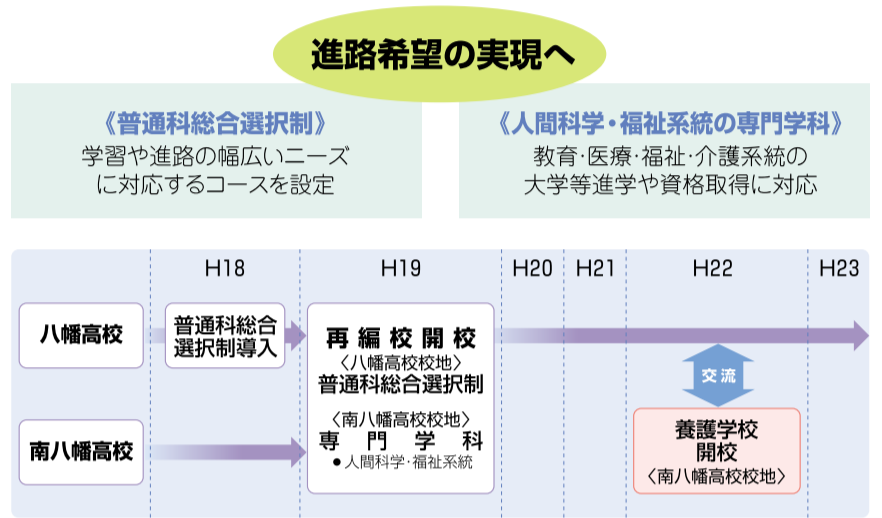 進路希望の実現へ
《普通科総合選択制》
学習や進路の幅広いニーズ
に対応するコースを設定
《人間科学・福祉系統の専門学科》
教育・医療・福祉・介護系統の
大学等進学や資格取得に対応
H18
H19
H20
H21
H22
H23
八幡高校
普通科総合
選択制導入
再編校開校
〈八幡高校校地〉
普通科総合選択制
〈南八幡高校校地〉
専門学科
●人間科学・福祉系統
南八幡高校
交流
養護学校
開校
〈南八幡高校校地〉